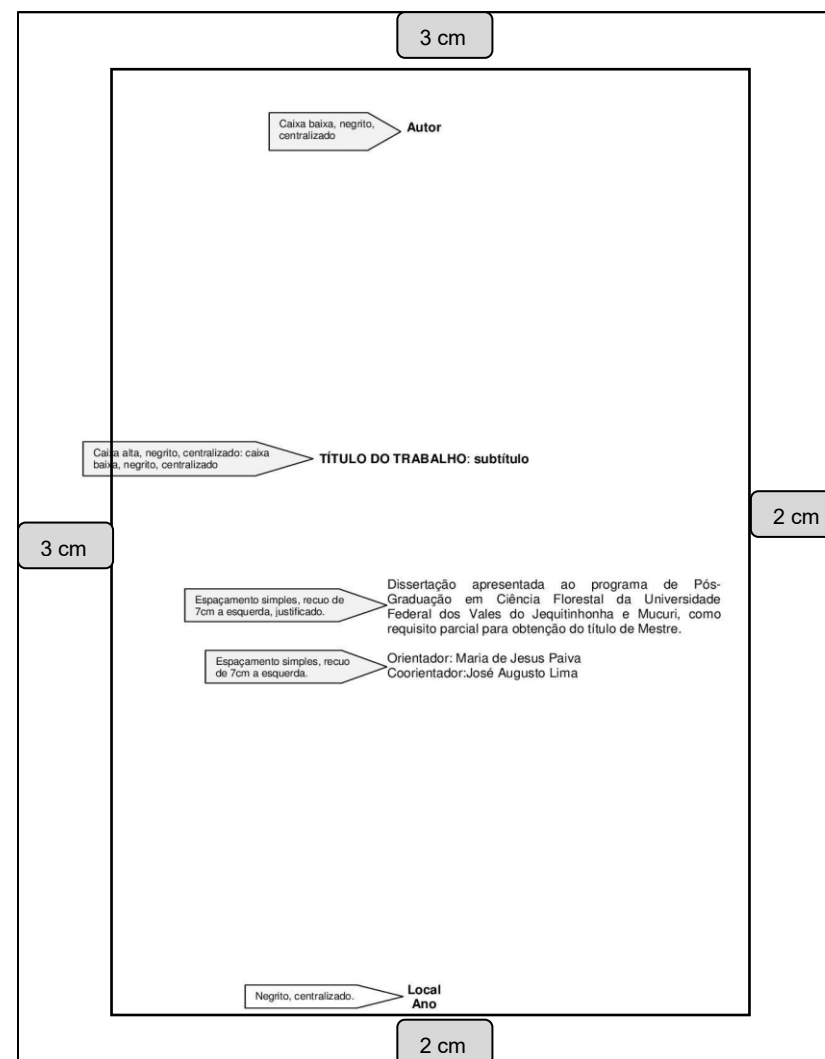 3 cm
Caixa baixa, negrito,
centralizado
Autor
Caixa alta, negrito, centralizado: caixa
baixa, negrito, centralizado
TÍTULO DO TRABALHO: subtítulo
2 cm
3 cm
Espaçamento simples, recuo de
7cm a esquerda, justificado.
Dissertação apresentada ao programa de Pós-
Graduação em Ciência Florestal da Universidade
Federal dos Vales do Jequitinhonha e Mucuri, como
requisito parcial para obtenção do título de Mestre.
Espaçamento simples, recuo
de 7cm a esquerda.
Orientador: Maria de Jesus Paiva
Coorientador:José Augusto Lima
Negrito, centralizado.
Local
Ano
2 cm